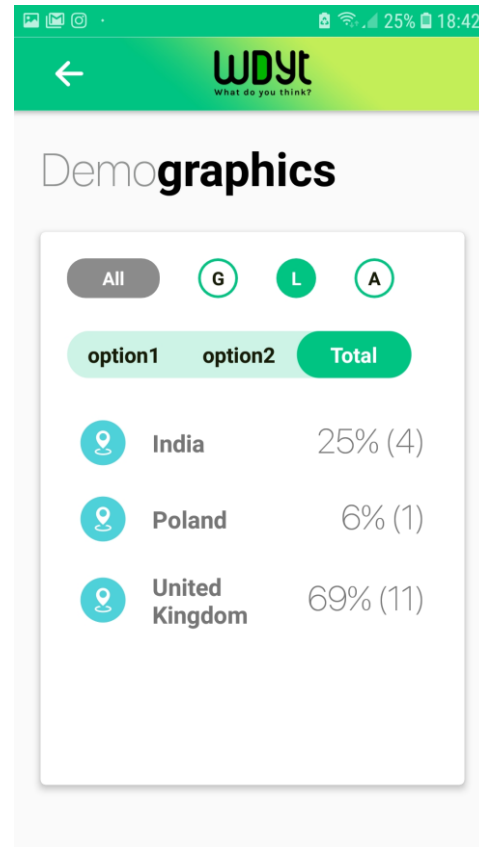 25% 18:42
WDYt
What do you think?
Demographics
All G L A
option1 option2 Total
India 25% (4)
Poland 6% (1)
United
Kingdom 69% (11)